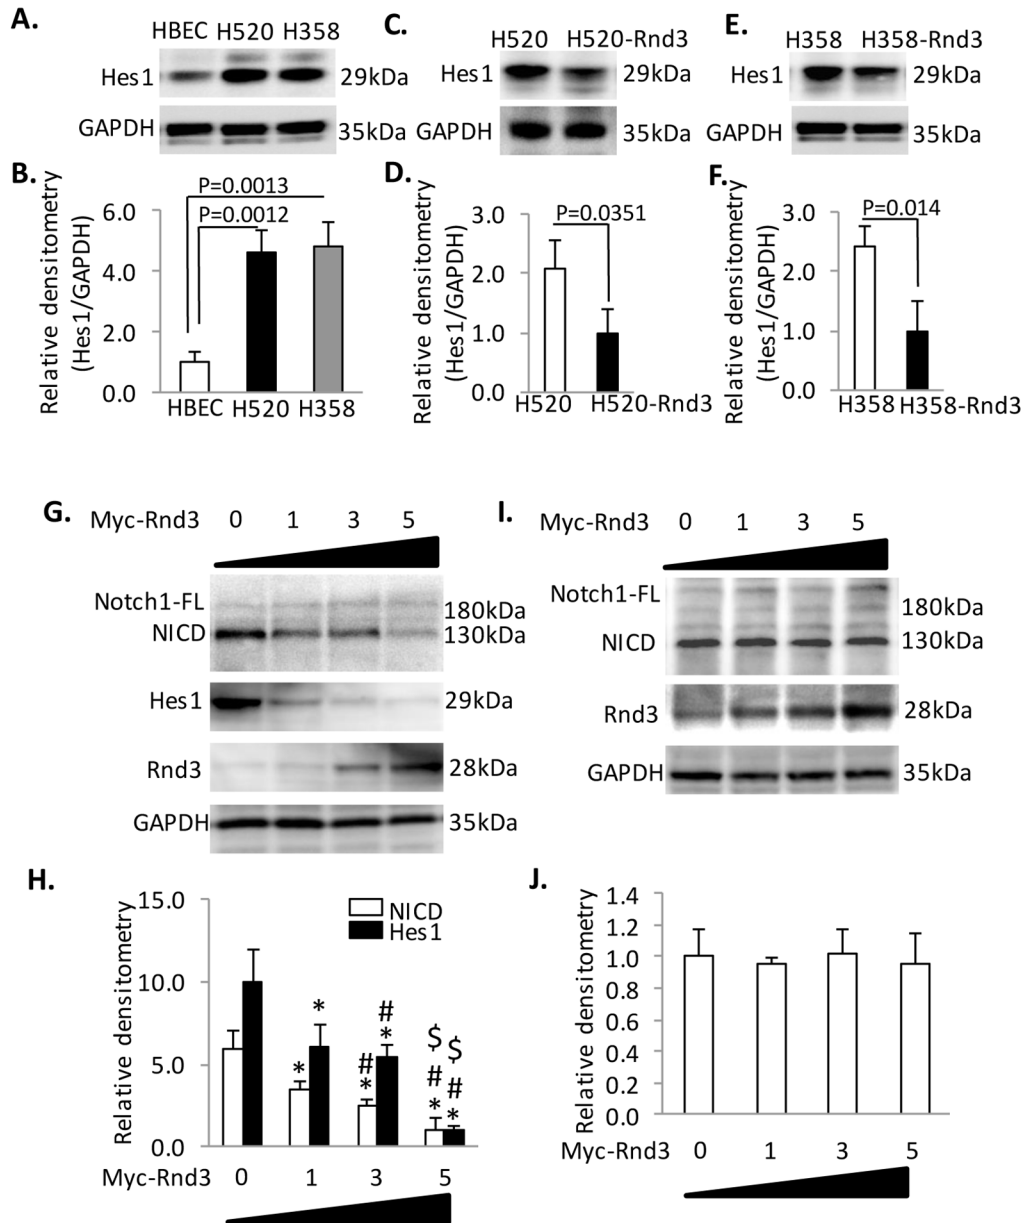 A.
HBEC H520 H358
Hes1 29kDa
GAPDH 35kDa
C.
H520 H520-Rnd3
Hes1 29kDa
GAPDH 35kDa
E.
H358 H358-Rnd3
Hes1 29kDa
GAPDH 35kDa
B.
Relative densitometry
(Hes1/GAPDH)
P=0.0013
P=0.0012
6.0
4.0
2.0
0.0
HBEC H520 H358
D.
Relative densitometry
(Hes1/GAPDH)
P=0.0351
3.0
2.0
1.0
0.0
H520 H520-Rnd3
F.
Relative densitometry
(Hes1/GAPDH)
P=0.014
3.0
2.0
1.0
0.0
H358 H358-Rnd3
G.
Myc-Rnd3 0 1 3 5
Notch1-FL 180kDa
NICD 130kDa
Hes1 29kDa
Rnd3 28kDa
GAPDH 35kDa
I.
Myc-Rnd3 0 1 3 5
Notch1-FL 180kDa
NICD 130kDa
Rnd3 28kDa
GAPDH 35kDa
H.
Relative densitometry
15.0
10.0
5.0
0.0
NICD
Hes1
* * # * # * $ # * $ # *
Myc-Rnd3 0 1 3 5
J.
Relative densitometry
1.4
1.2
1.0
0.8
0.6
0.4
0.2
0.0
Myc-Rnd3 0 1 3 5